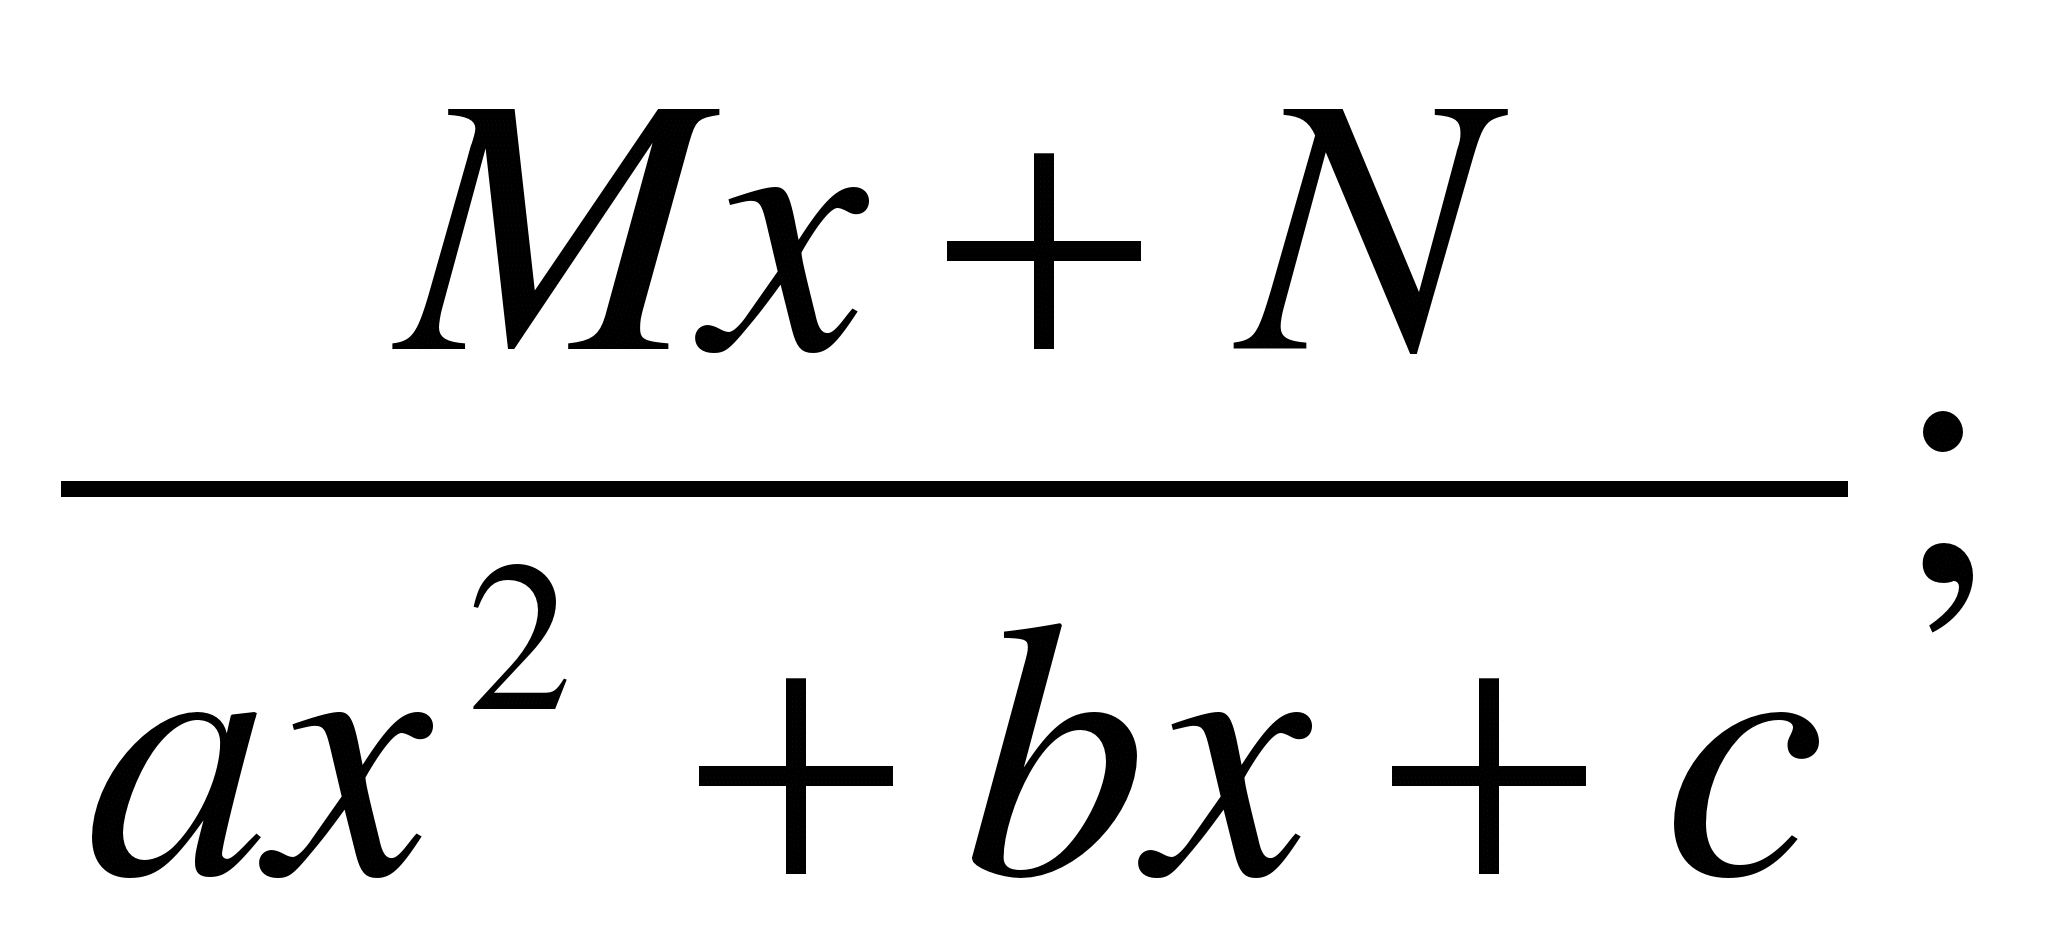 Mx + N
ax² + bx + c ;